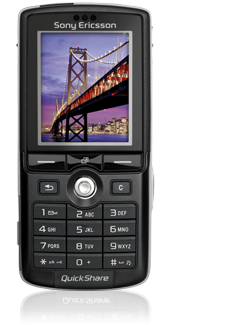 Sony Ericsson
C
1 2 ABC 3 DEF
4 GHI 5 JKL 6 MNO
7 PQRS 8 TUV 9 WXYZ
* 0 + #
QuickShare